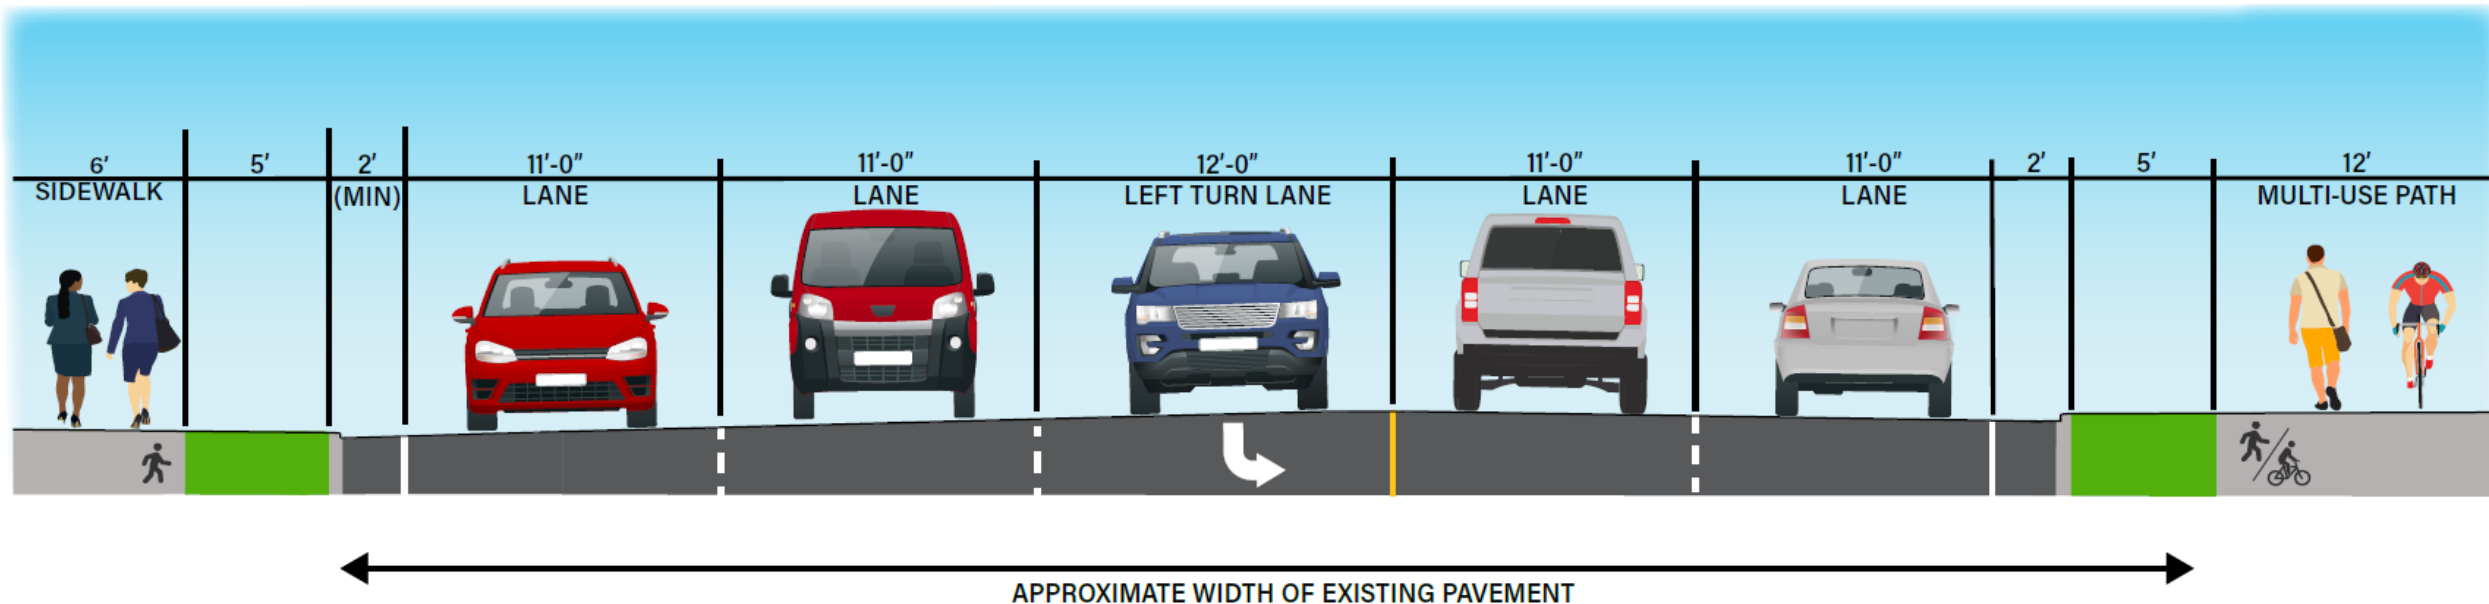 6' 5' 2' 11'-0" 11'-0" 12'-0" 11'-0" 11'-0" 2' 5' 12'
SIDEWALK (MIN) LANE LANE LEFT TURN LANE LANE LANE MULTI-USE PATH
APPROXIMATE WIDTH OF EXISTING PAVEMENT